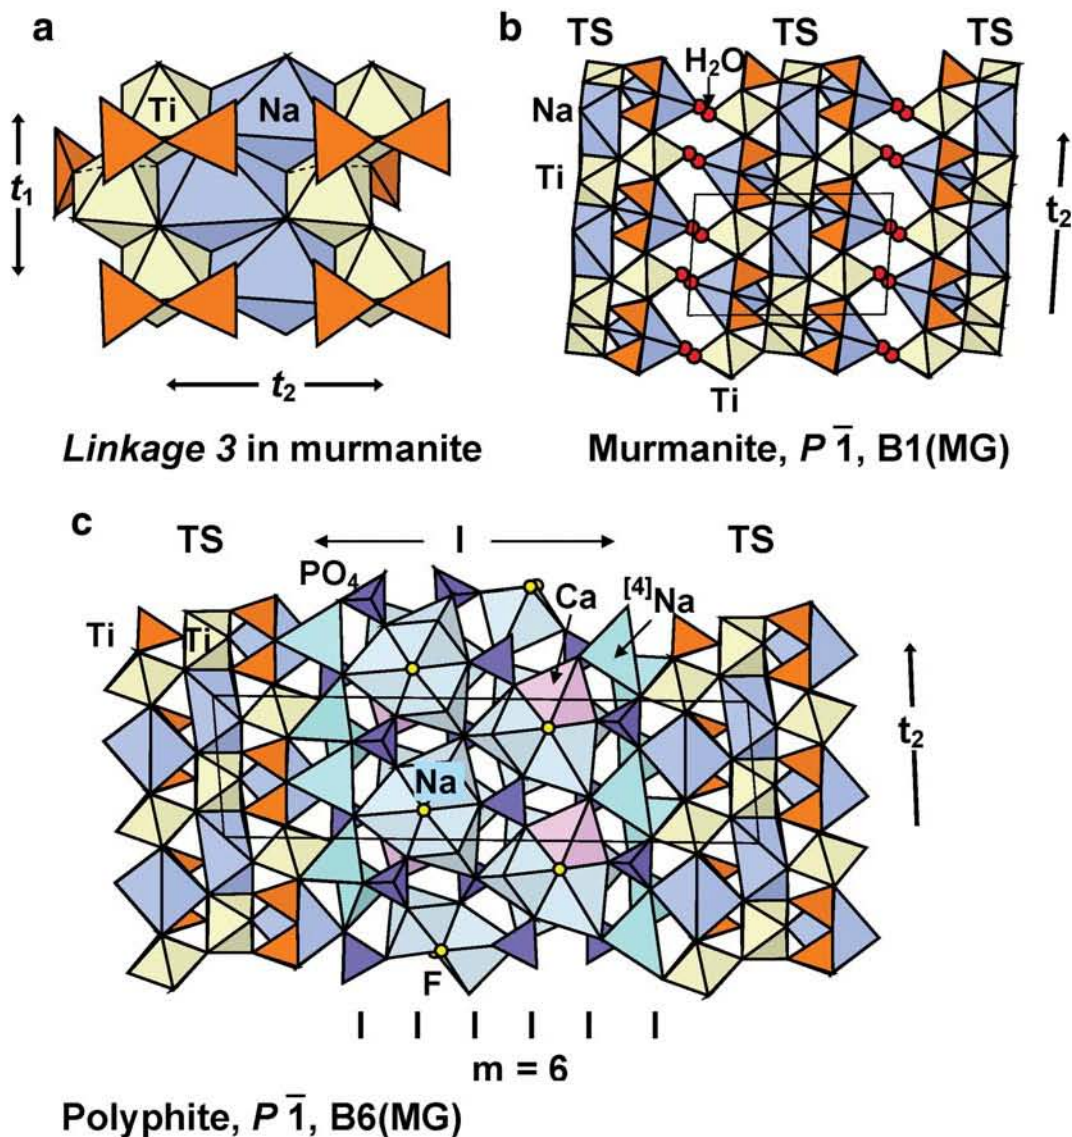 a
Ti
Na
t1
t2
Linkage 3 in murmanite
b
TS TS TS
H2O
Na
Ti
t2
Ti
Murmanite, P 1̄, B1(MG)
c
TS I TS
PO4
Ca
[4]Na
Ti
Ti
t2
Na
F
I I I I I I
m = 6
Polyphite, P 1̄, B6(MG)